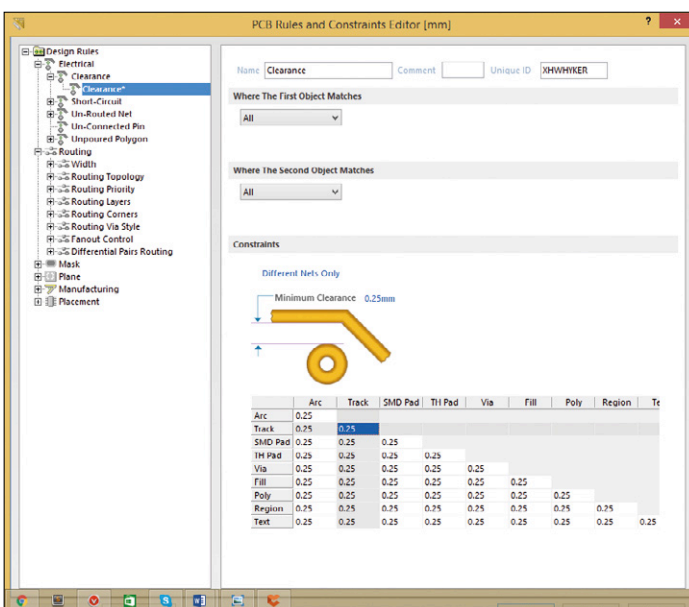 PCB Rules and Constraints Editor [mm]
? x
Design Rules
Electrical
Clearance
Clearance*
Short-Circuit
Un-Routed Net
Un-Connected Pin
Unpoured Polygon
Routing
Width
Routing Topology
Routing Priority
Routing Layers
Routing Corners
Routing Via Style
Fanout Control
Differential Pairs Routing
Mask
Plane
Manufacturing
Placement
Name Clearance Comment Unique ID XHWHYKER
Where The First Object Matches
All
Where The Second Object Matches
All
Constraints
Different Nets Only
Minimum Clearance 0.25mm
Arc Track SMD Pad TH Pad Via Fill Poly Region Te
Arc 0.25
Track 0.25 0.25
SMD Pad 0.25 0.25 0.25
TH Pad 0.25 0.25 0.25 0.25
Via 0.25 0.25 0.25 0.25 0.25
Fill 0.25 0.25 0.25 0.25 0.25 0.25
Poly 0.25 0.25 0.25 0.25 0.25 0.25 0.25
Region 0.25 0.25 0.25 0.25 0.25 0.25 0.25 0.25
Text 0.25 0.25 0.25 0.25 0.25 0.25 0.25 0.25 0.25